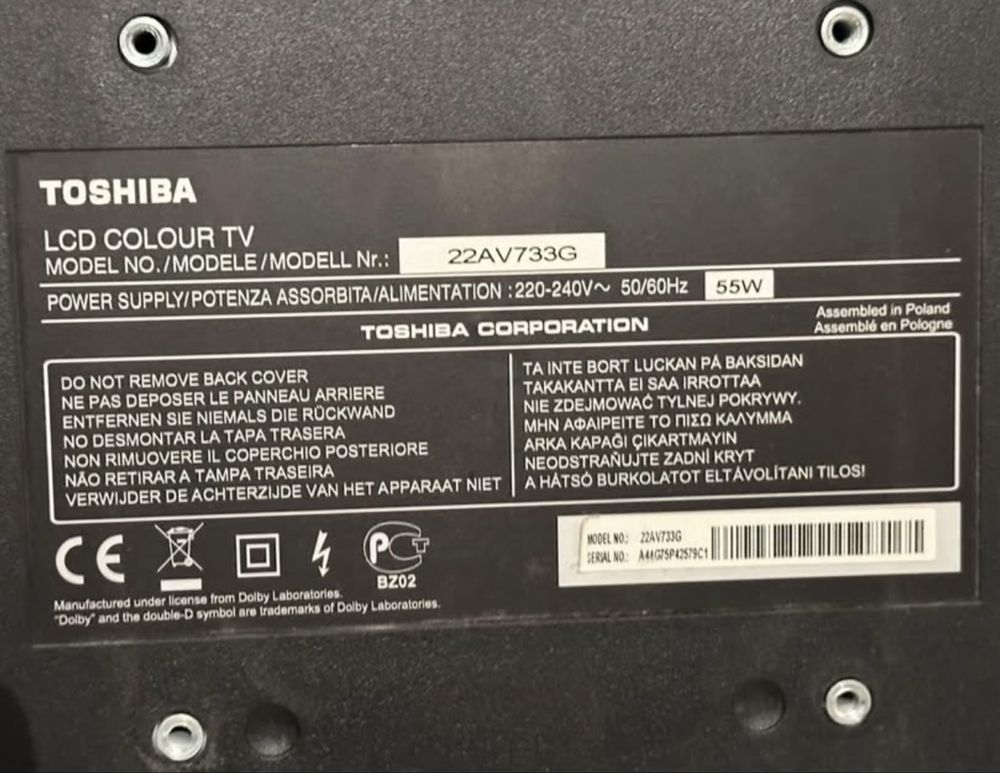 TOSHIBA
LCD COLOUR TV
MODEL NO./MODELE/MODELL Nr.: 22AV733G
POWER SUPPLY/POTENZA ASSORBITA/ALIMENTATION :220-240V～ 50/60Hz 55W
TOSHIBA CORPORATION
Assembled in Poland
Assemblé en Pologne
DO NOT REMOVE BACK COVER
NE PAS DEPOSER LE PANNEAU ARRIERE
ENTFERNEN SIE NIEMALS DIE RÜCKWAND
NO DESMONTAR LA TAPA TRASERA
NON RIMUOVERE IL COPERCHIO POSTERIORE
NÃO RETIRAR A TAMPA TRASEIRA
VERWIJDER DE ACHTERZIJDE VAN HET APPARAAT NIET
TA INTE BORT LUCKAN PÅ BAKSIDAN
TAKAKANTTA EI SAA IRROTTAA
NIE ZDEJMOWAĆ TYLNEJ POKRYWY.
ΜΗΝ ΑΦΑΙΡΕΙΤΕ ΤΟ ΠΙΣΩ ΚΑΛΥΜΜΑ
ARKA KAPAĞI ÇIKARTMAYIN
NEODSTRAŇUJTE ZADNÍ KRYT
A HÁTSÓ BURKOLATOT ELTÁVOLÍTANI TILOS!
CE
PCT
BZ02
MODEL NO.: 22AV733G
SERIAL NO.: A44G75P42579C1
Manufactured under license from Dolby Laboratories.
"Dolby" and the double-D symbol are trademarks of Dolby Laboratories.